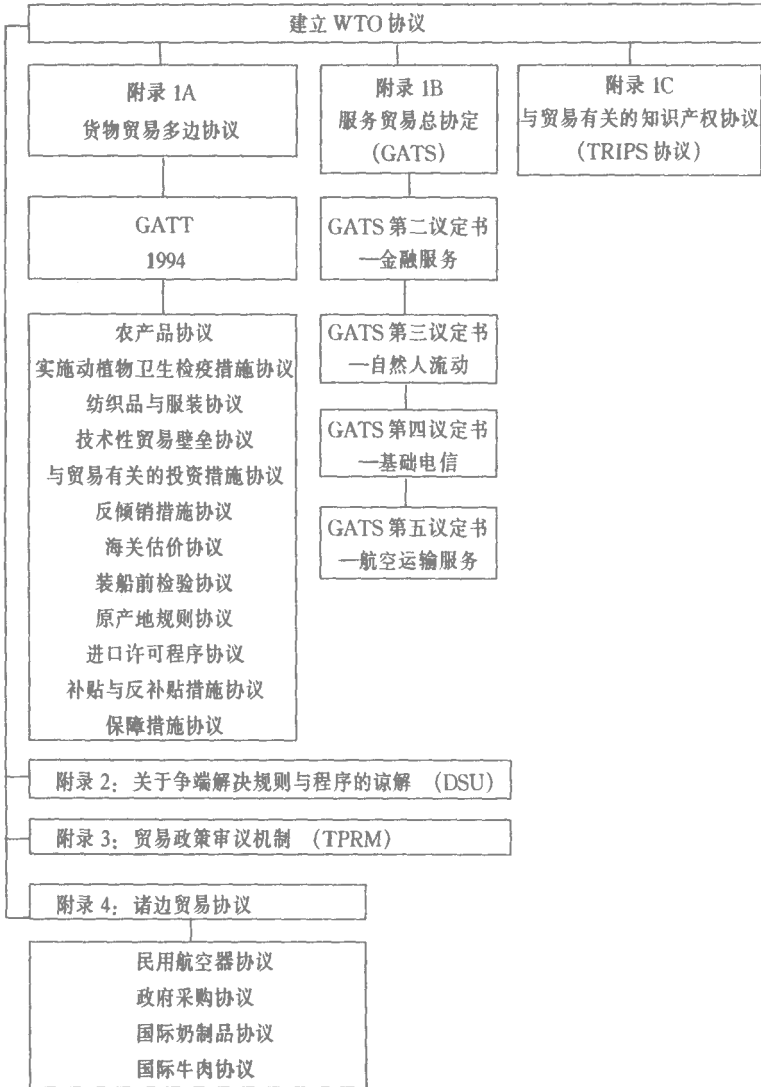 建立 WTO 协议
附录 1A
货物贸易多边协议
GATT
1994
农产品协议
实施动植物卫生检疫措施协议
纺织品与服装协议
技术性贸易壁垒协议
与贸易有关的投资措施协议
反倾销措施协议
海关估价协议
装船前检验协议
原产地规则协议
进口许可程序协议
补贴与反补贴措施协议
保障措施协议
附录 1B
服务贸易总协定
(GATS)
GATS 第二议定书
—金融服务
GATS 第三议定书
—自然人流动
GATS 第四议定书
—基础电信
GATS 第五议定书
—航空运输服务
附录 1C
与贸易有关的知识产权协议
(TRIPS 协议)
附录 2：关于争端解决规则与程序的谅解 (DSU)
附录 3：贸易政策审议机制 (TPRM)
附录 4：诸边贸易协议
民用航空器协议
政府采购协议
国际奶制品协议
国际牛肉协议